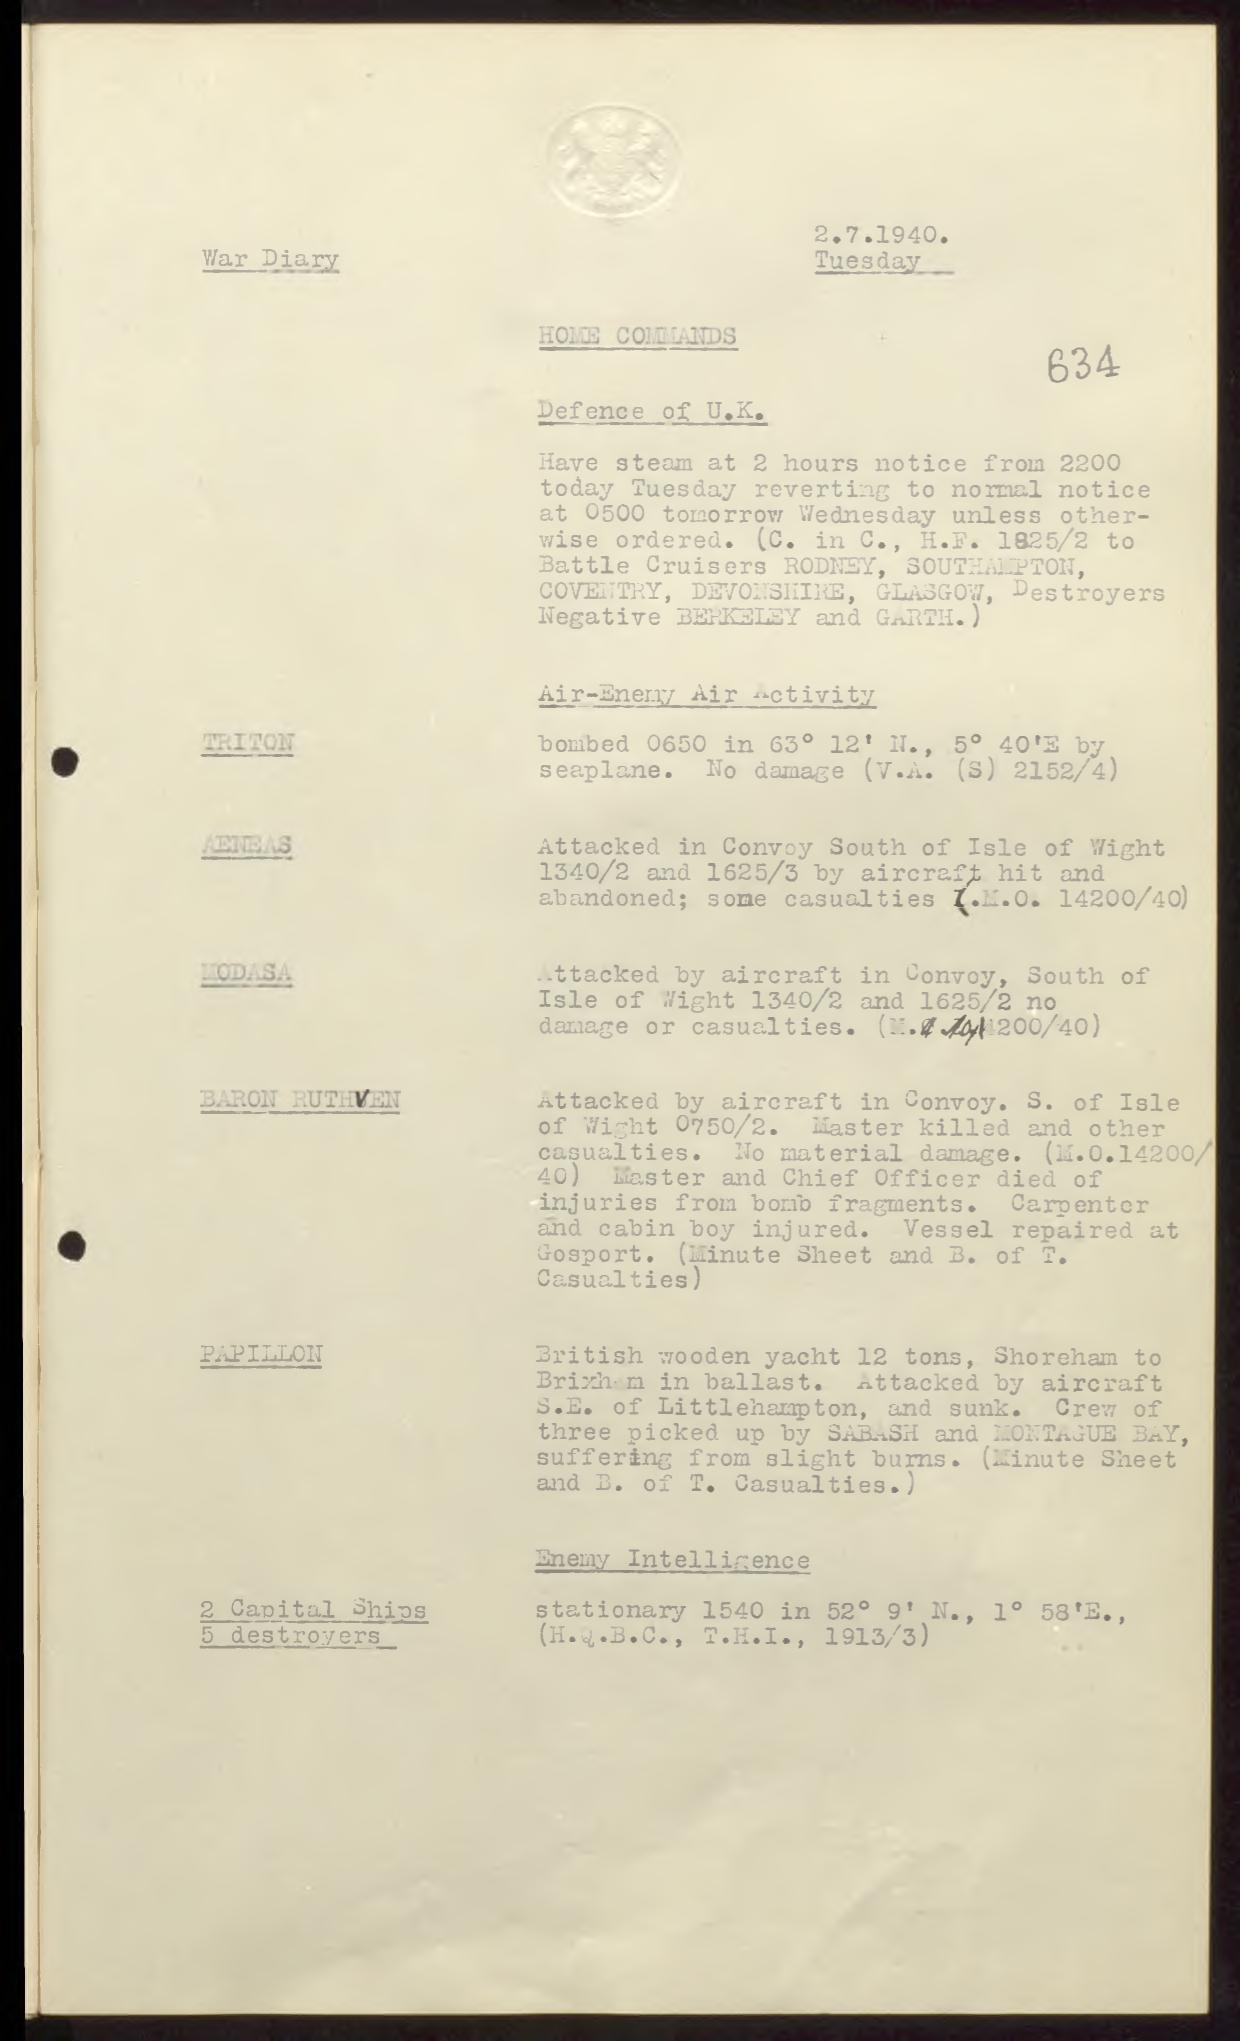 War Diary
2.7.1940.
Tuesday
HOME COMMANDS
634
Defence of U.K.
Have steam at 2 hours notice from 2200
today Tuesday reverting to normal notice
at 0500 tomorrow Wednesday unless other-
wise ordered. (C. in C., H.F. 1825/2 to
Battle Cruisers RODNEY, SOUTHAMPTON,
COVENTRY, DEVONSHIRE, GLASGOW, Destroyers
Negative BERKELEY and GARTH.)
Air-Enemy Air Activity
TRITON
bombed 0650 in 63° 12' N., 5° 40'E by
seaplane. No damage (V.A. (S) 2152/4)
AENEAS
Attacked in Convoy South of Isle of Wight
1340/2 and 1625/3 by aircraft hit and
abandoned; some casualties (.M.O. 14200/40)
MODASA
Attacked by aircraft in Convoy, South of
Isle of Wight 1340/2 and 1625/2 no
damage or casualties. (M. 200/40)
BARON RUTHVEN
Attacked by aircraft in Convoy. S. of Isle
of Wight 0750/2. Master killed and other
casualties. No material damage. (M.O.14200/
40) Master and Chief Officer died of
injuries from bomb fragments. Carpenter
and cabin boy injured. Vessel repaired at
Gosport. (Minute Sheet and B. of T.
Casualties)
PAPILLON
British wooden yacht 12 tons, Shoreham to
Brixham in ballast. Attacked by aircraft
S.E. of Littlehampton, and sunk. Crew of
three picked up by SABASH and MONTAGUE BAY,
suffering from slight burns. (Minute Sheet
and B. of T. Casualties.)
Enemy Intelligence
2 Capital Ships
5 destroyers
stationary 1540 in 52° 9' N., 1° 58'E.,
(H.Q.B.C., T.H.I., 1913/3)